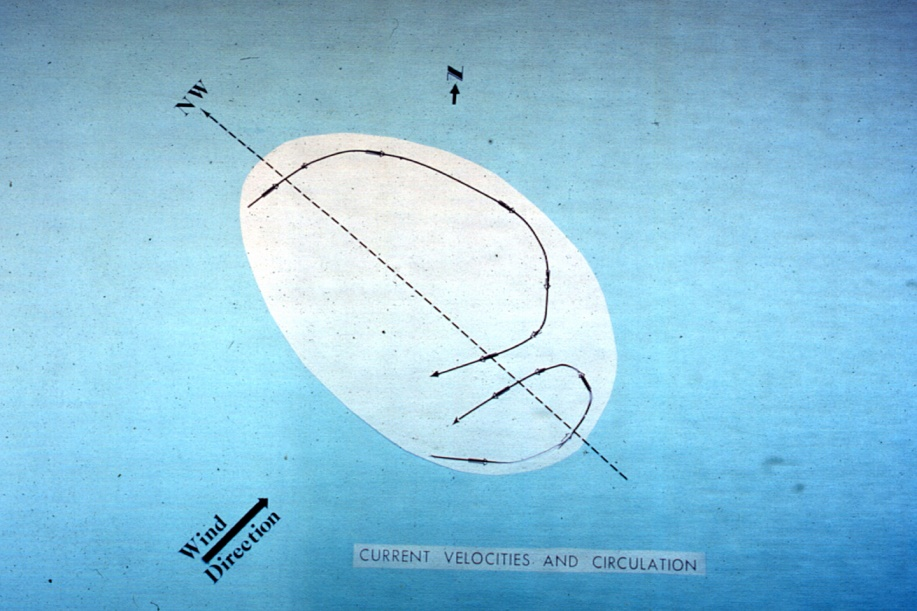 NW
N
Wind
Direction
CURRENT VELOCITIES AND CIRCULATION